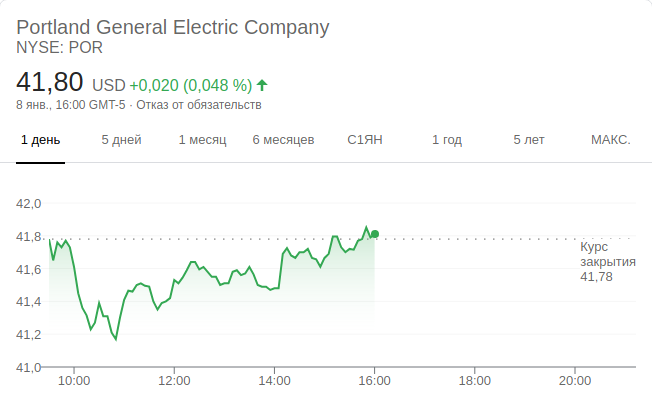 Portland General Electric Company
NYSE: POR
41,80 USD +0,020 (0,048 %)
8 янв., 16:00 GMT-5 · Отказ от обязательств
1 день 5 дней 1 месяц 6 месяцев С1ЯН 1 год 5 лет МАКС.
42,0
41,8
Курс
закрытия
41,78
41,6
41,4
41,2
41,0
10:00 12:00 14:00 16:00 18:00 20:00